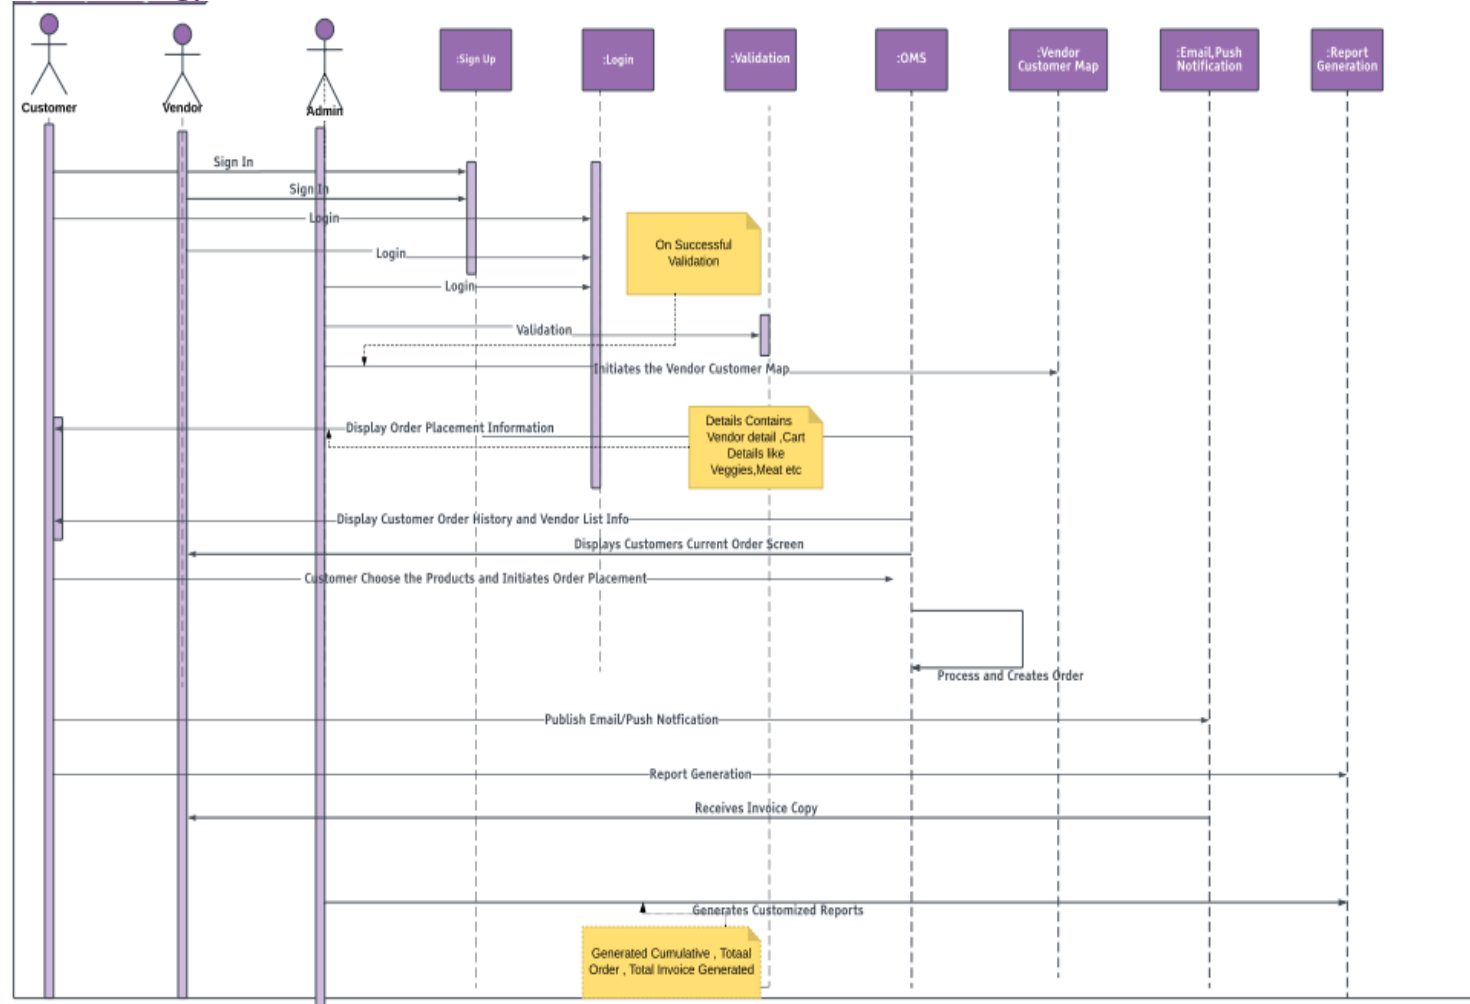 Customer
Vendor
Admin
:Sign Up
:Login
:Validation
:OMS
:Vendor
Customer Map
:Email,Push
Notification
:Report
Generation
Sign In
Sign In
Login
Login
Login
On Successful
Validation
Validation
Initiates the Vendor Customer Map
Display Order Placement Information
Details Contains
Vendor detail ,Cart
Details like
Veggies,Meat etc
Display Customer Order History and Vendor List Info
Displays Customers Current Order Screen
Customer Choose the Products and Initiates Order Placement
Process and Creates Order
Publish Email/Push Notfication
Report Generation
Receives Invoice Copy
Generates Customized Reports
Generated Cumulative , Totaal
Order , Total Invoice Generated